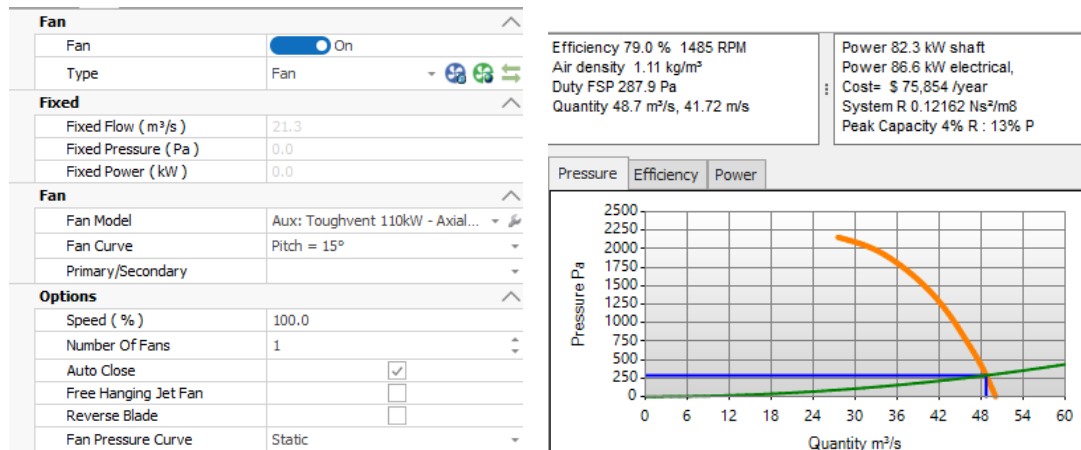 Fan
Fan On
Type Fan
Fixed
Fixed Flow ( m³/s ) 21.3
Fixed Pressure ( Pa ) 0.0
Fixed Power ( kW ) 0.0
Fan
Fan Model Aux: Toughvent 110kW - Axial...
Fan Curve Pitch = 15°
Primary/Secondary
Options
Speed ( % ) 100.0
Number Of Fans 1
Auto Close
Free Hanging Jet Fan
Reverse Blade
Fan Pressure Curve Static
Efficiency 79.0 % 1485 RPM
Air density 1.11 kg/m³
Duty FSP 287.9 Pa
Quantity 48.7 m³/s, 41.72 m/s
Power 82.3 kW shaft
Power 86.6 kW electrical,
Cost= $ 75,854 /year
System R 0.12162 Ns²/m8
Peak Capacity 4% R : 13% P
Pressure Efficiency Power
Pressure Pa
2500
2250
2000
1750
1500
1250
1000
750
500
250
0
0 6 12 18 24 30 36 42 48 54 60
Quantity m³/s